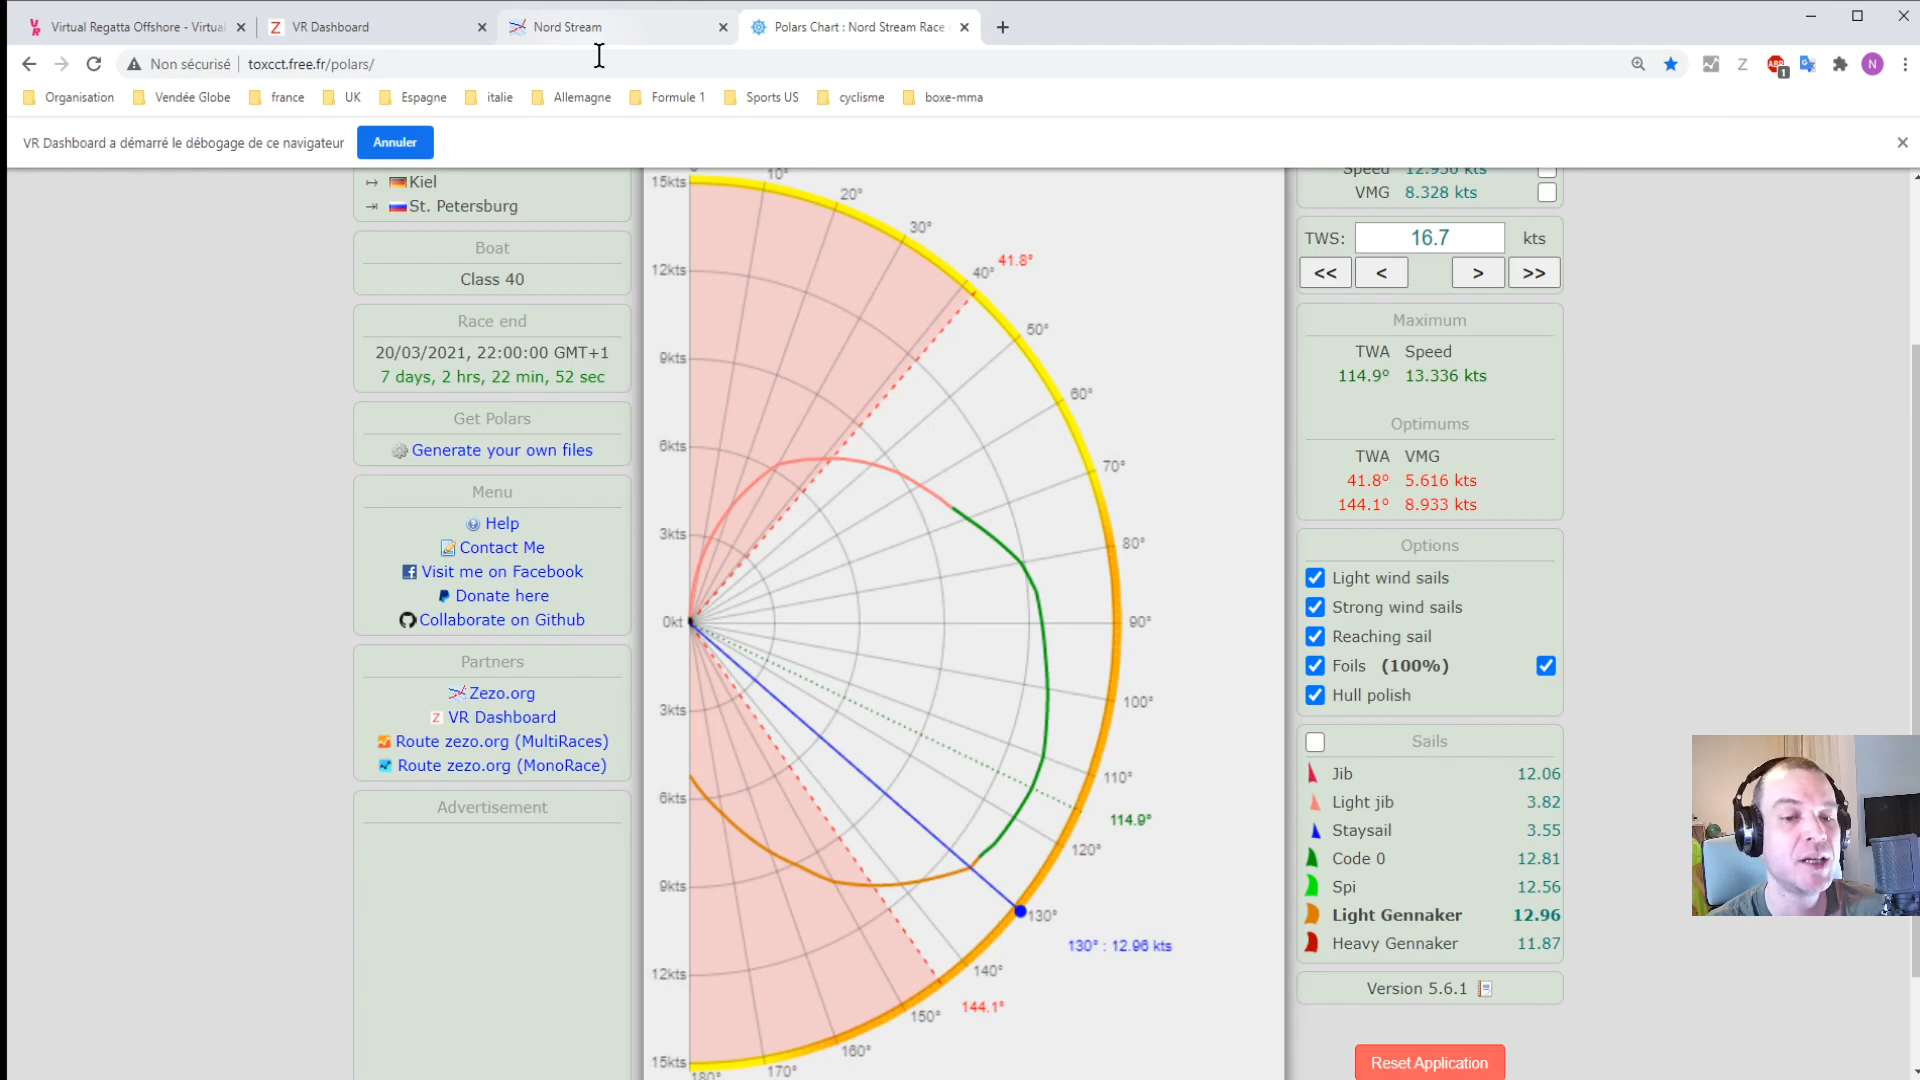 Virtual Regatta Offshore - Virtual
VR Dashboard
Nord Stream
Polars Chart : Nord Stream Race
Non sécurisé
toxcct.free.fr/polars/
Organisation
Vendée Globe
france
UK
Espagne
italie
Allemagne
Formule 1
Sports US
cyclisme
boxe-mma
VR Dashboard a démarré le débogage de ce navigateur
Annuler
Kiel
St. Petersburg
Boat
Class 40
Race end
20/03/2021, 22:00:00 GMT+1
7 days, 2 hrs, 22 min, 52 sec
Get Polars
Generate your own files
Menu
Help
Contact Me
Visit me on Facebook
Donate here
Collaborate on Github
Partners
Zezo.org
VR Dashboard
Route zezo.org (MultiRaces)
Route zezo.org (MonoRace)
Advertisement
15kts
12kts
9kts
6kts
3kts
0kt
3kts
6kts
9kts
12kts
15kts
10°
20°
30°
40°
41.8°
50°
60°
70°
80°
90°
100°
110°
114.9°
120°
130°
130° : 12.96 kts
140°
144.1°
150°
160°
170°
180°
Speed 12.956 kts
VMG 8.328 kts
TWS: 16.7 kts
<< < > >>
Maximum
TWA Speed
114.9° 13.336 kts
Optimums
TWA VMG
41.8° 5.616 kts
144.1° 8.933 kts
Options
Light wind sails
Strong wind sails
Reaching sail
Foils (100%)
Hull polish
Sails
Jib 12.06
Light jib 3.82
Staysail 3.55
Code 0 12.81
Spi 12.56
Light Gennaker 12.96
Heavy Gennaker 11.87
Version 5.6.1
Reset Application